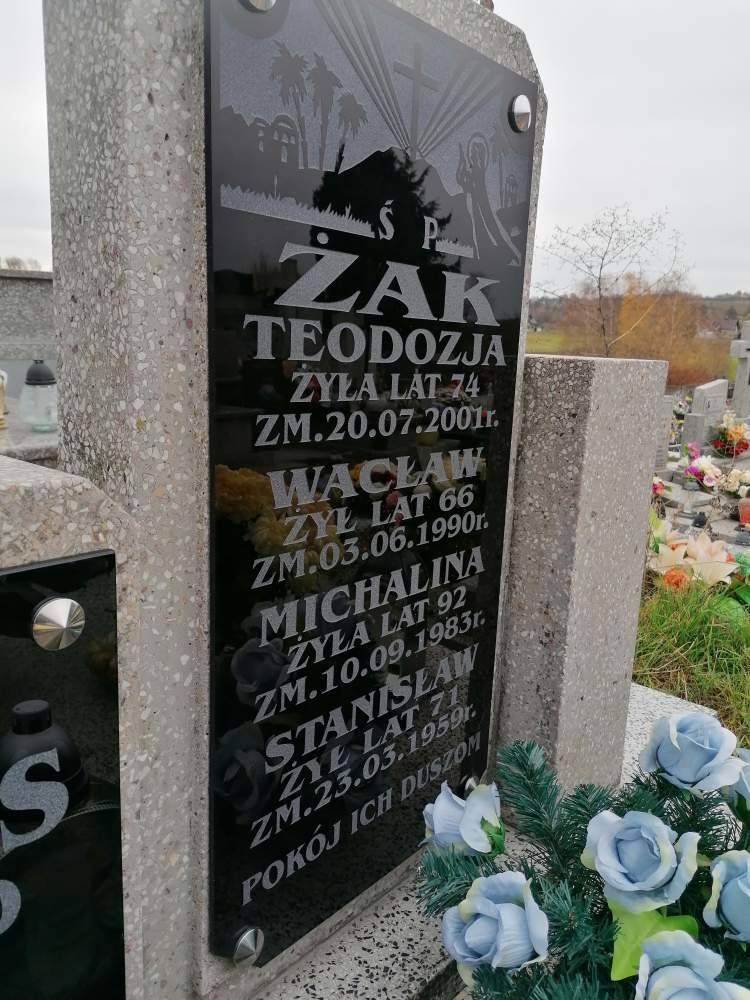 Ś P
ŻAK
TEODOZJA
ŻYŁA LAT 74
ZM.20.07.2001r.
WACŁAW
ŻYŁ LAT 66
ZM.03.06.1990r.
MICHALINA
ŻYŁA LAT 92
ZM.10.09.1983r.
STANISŁAW
ŻYŁ LAT 71
ZM.23.03.1959r.
POKÓJ ICH DUSZOM